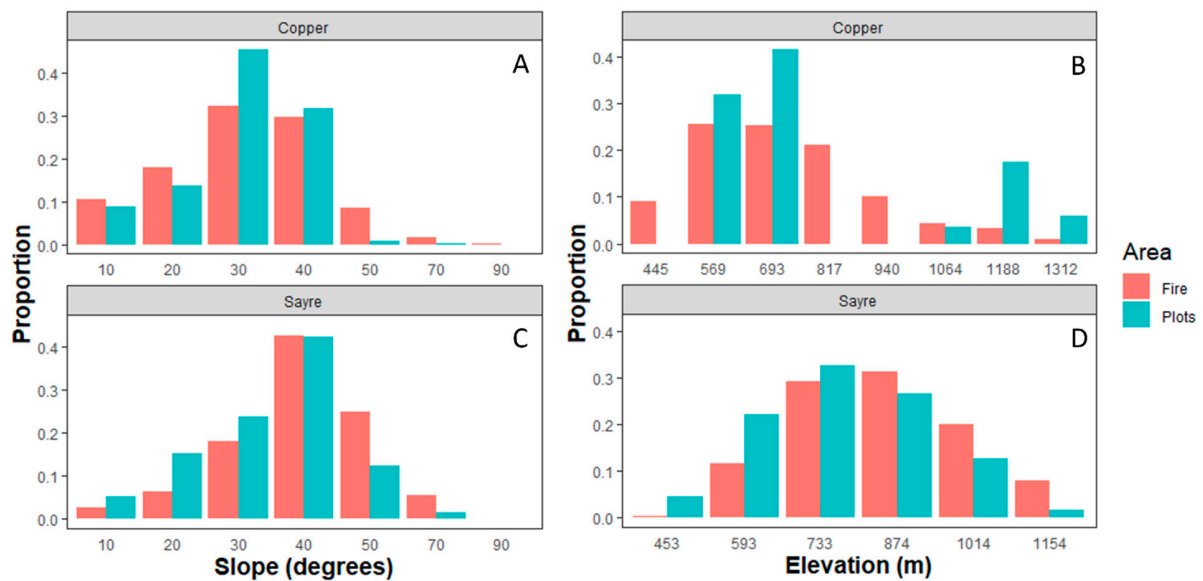 Copper
A
0.4
0.3
0.2
0.1
0.0
10 20 30 40 50 70 90
Copper
B
0.4
0.3
0.2
0.1
0.0
445 569 693 817 940 1064 1188 1312
Proportion
Sayre
C
0.4
0.3
0.2
0.1
0.0
10 20 30 40 50 70 90
Slope (degrees)
Proportion
Sayre
D
0.4
0.3
0.2
0.1
0.0
453 593 733 874 1014 1154
Elevation (m)
Area
Fire
Plots